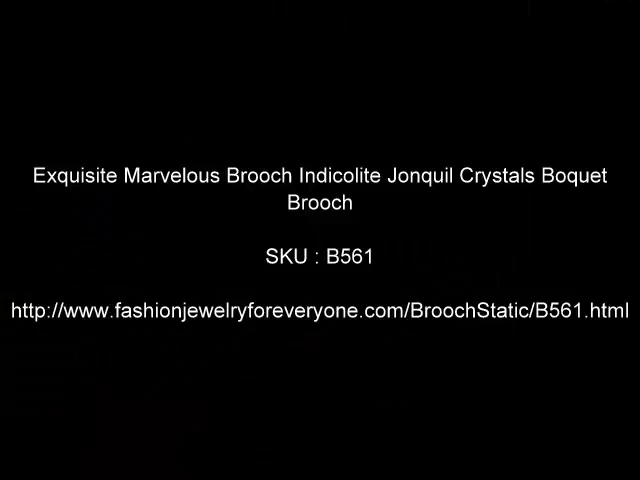 Exquisite Marvelous Brooch Indicolite Jonquil Crystals Boquet
Brooch
SKU : B561
http://www.fashionjewelryforeveryone.com/BroochStatic/B561.html